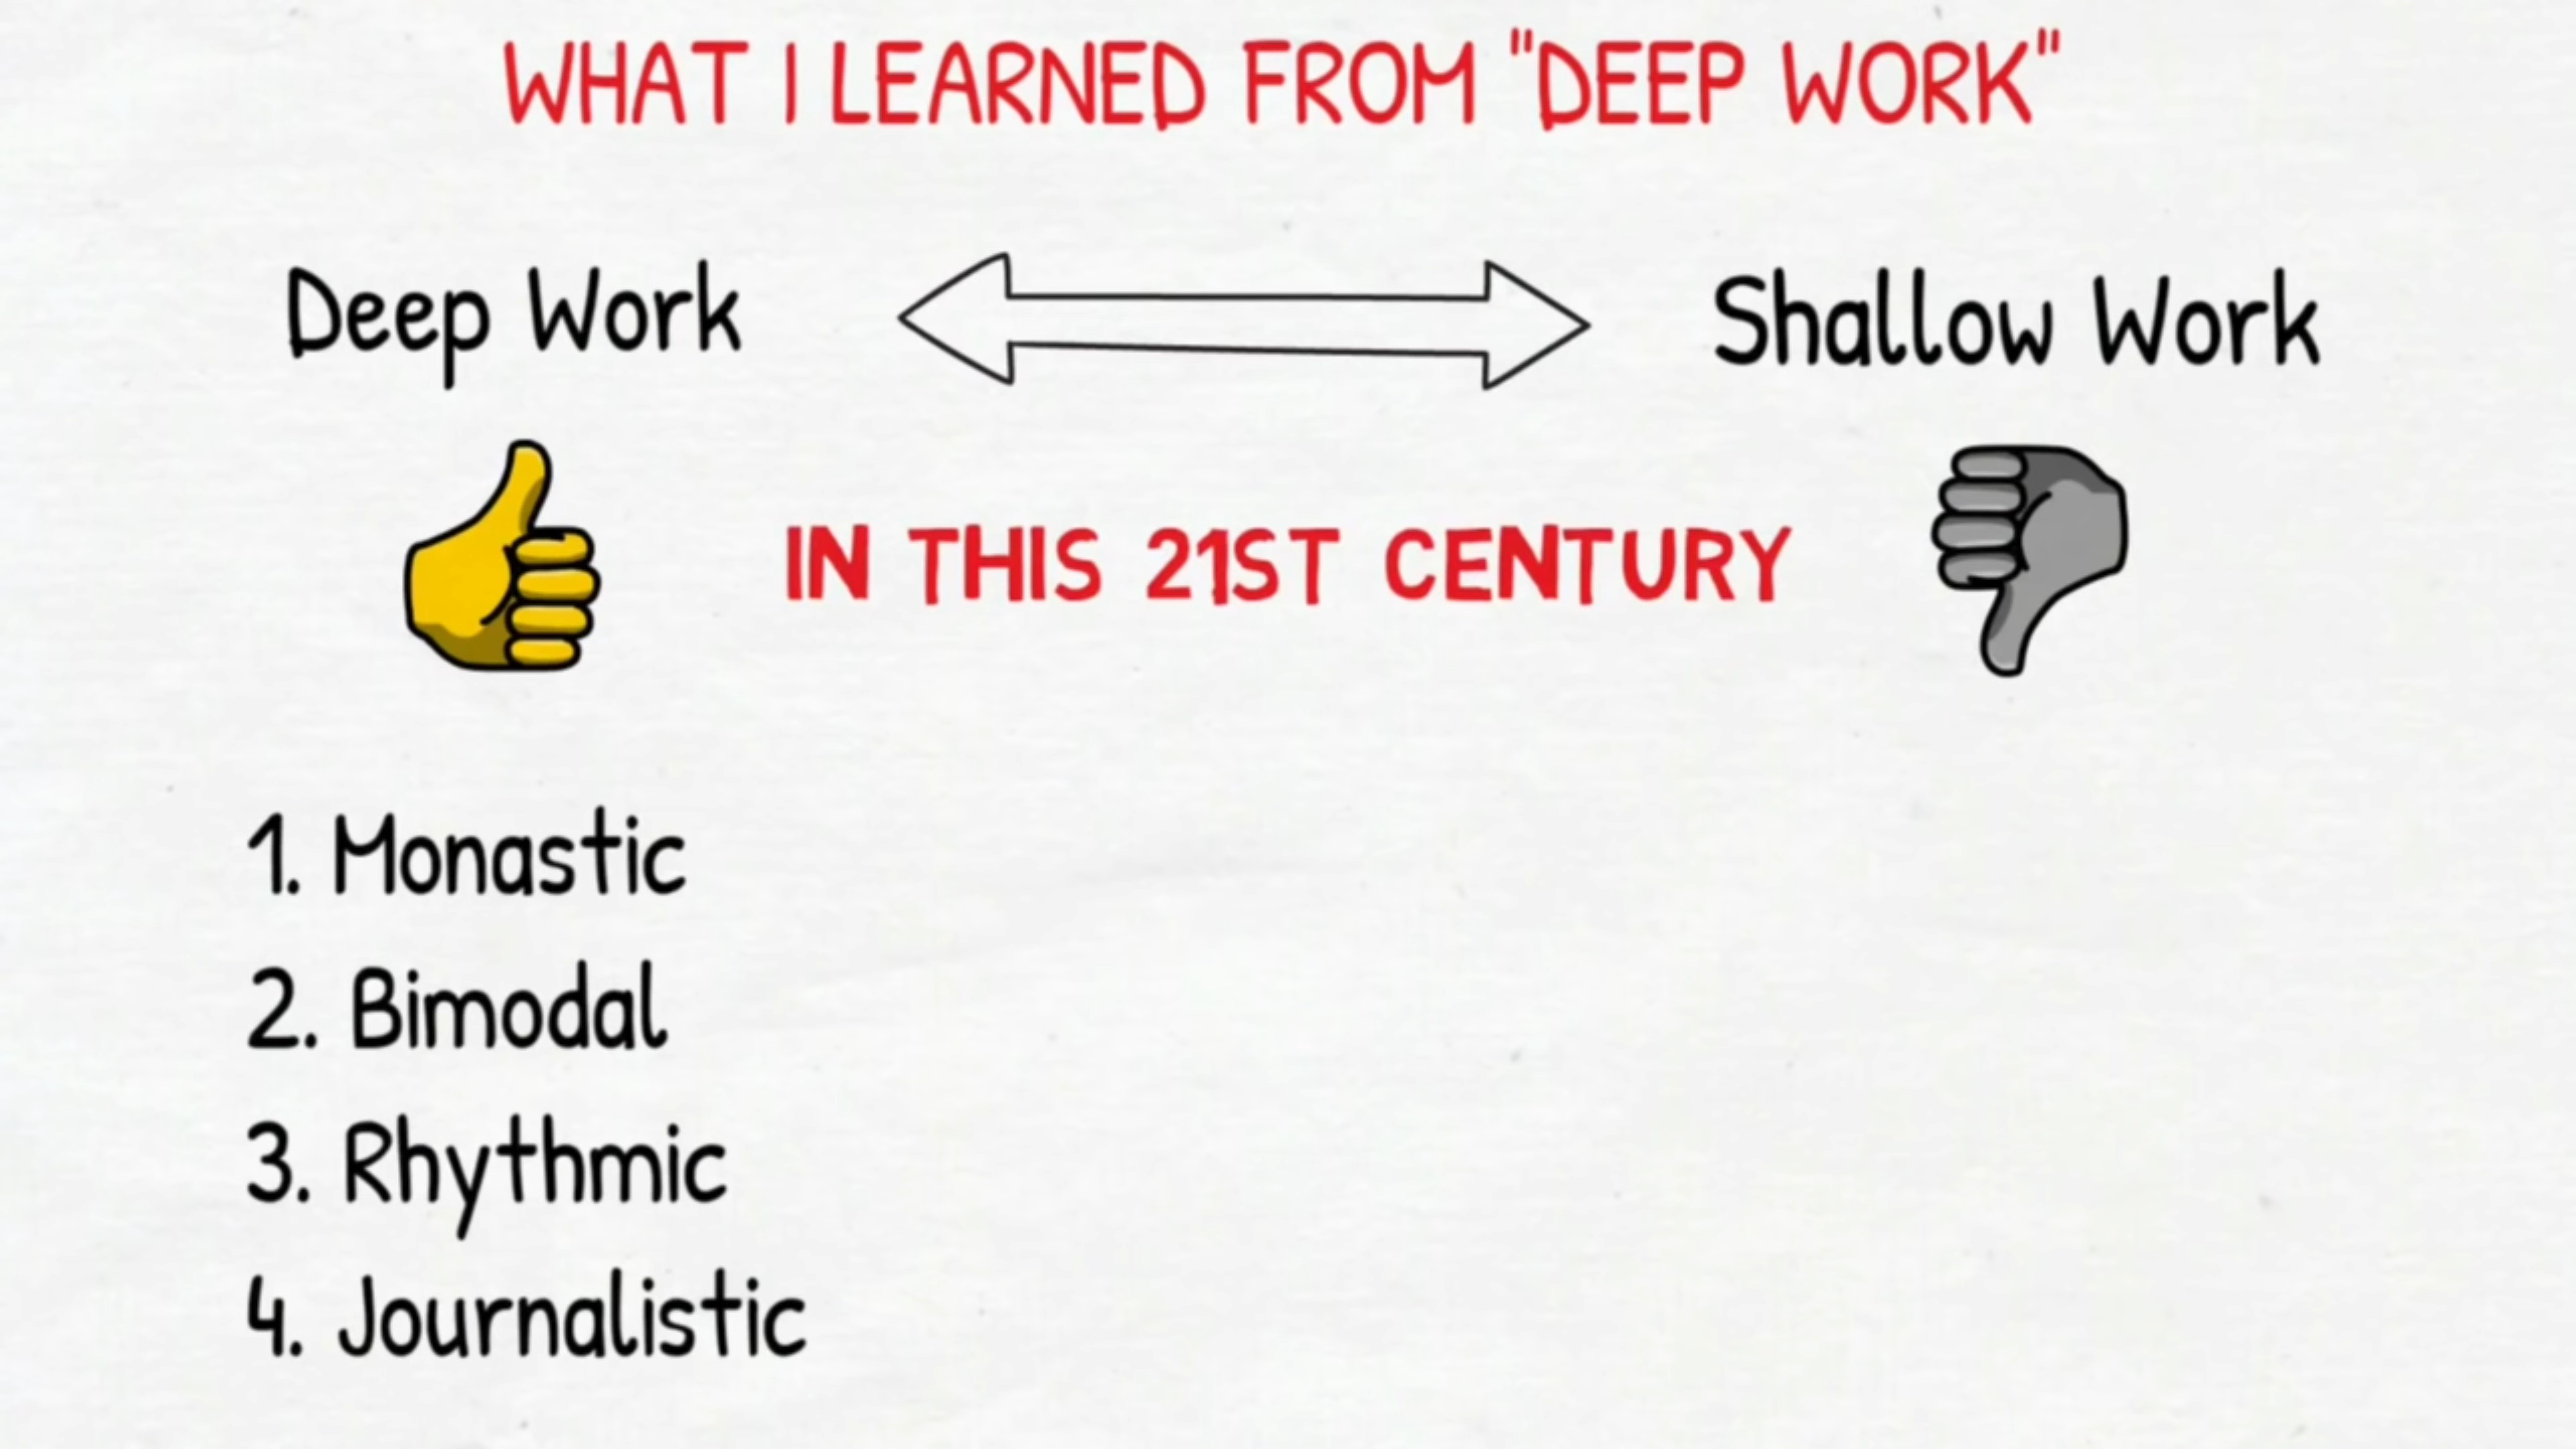 WHAT I LEARNED FROM "DEEP WORK"
Deep Work
Shallow Work
IN THIS 21ST CENTURY
1. Monastic
2. Bimodal
3. Rhythmic
4. Journalistic